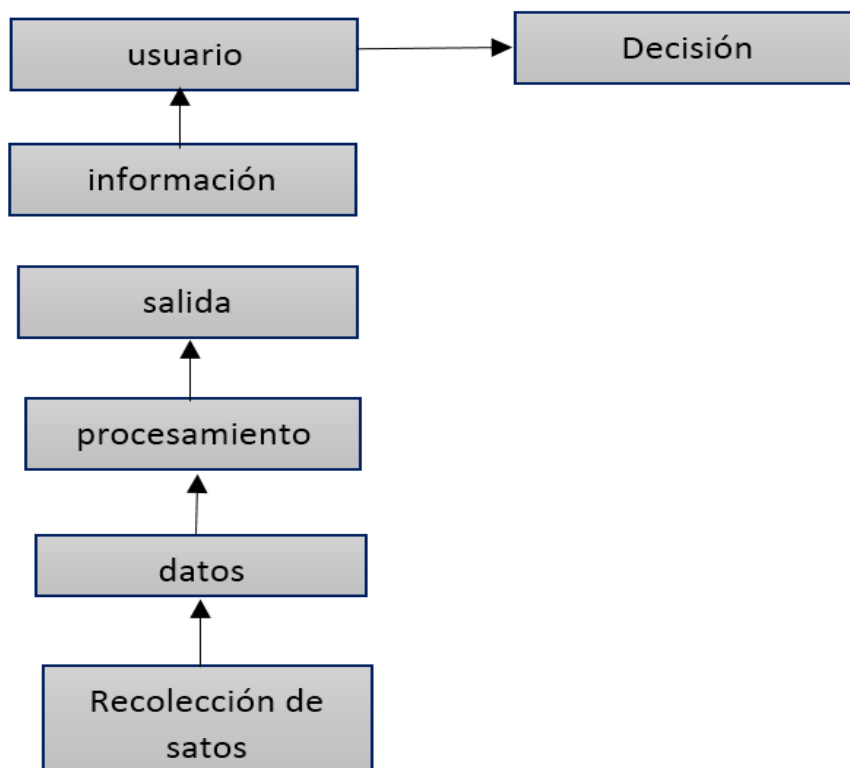 usuario
Decisión
información
salida
procesamiento
datos
Recolección de
satos